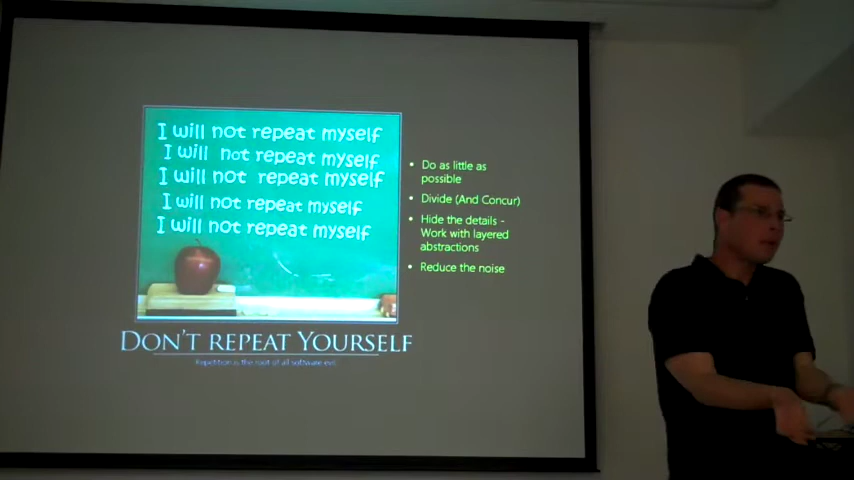 I will not repeat myself
I will not repeat myself
I will not repeat myself
I will not repeat myself
I will not repeat myself
• Do as little as
possible
• Divide (And Concur)
• Hide the details -
Work with layered
abstractions
• Reduce the noise
DON'T REPEAT YOURSELF
Repetition is the root of all software evil